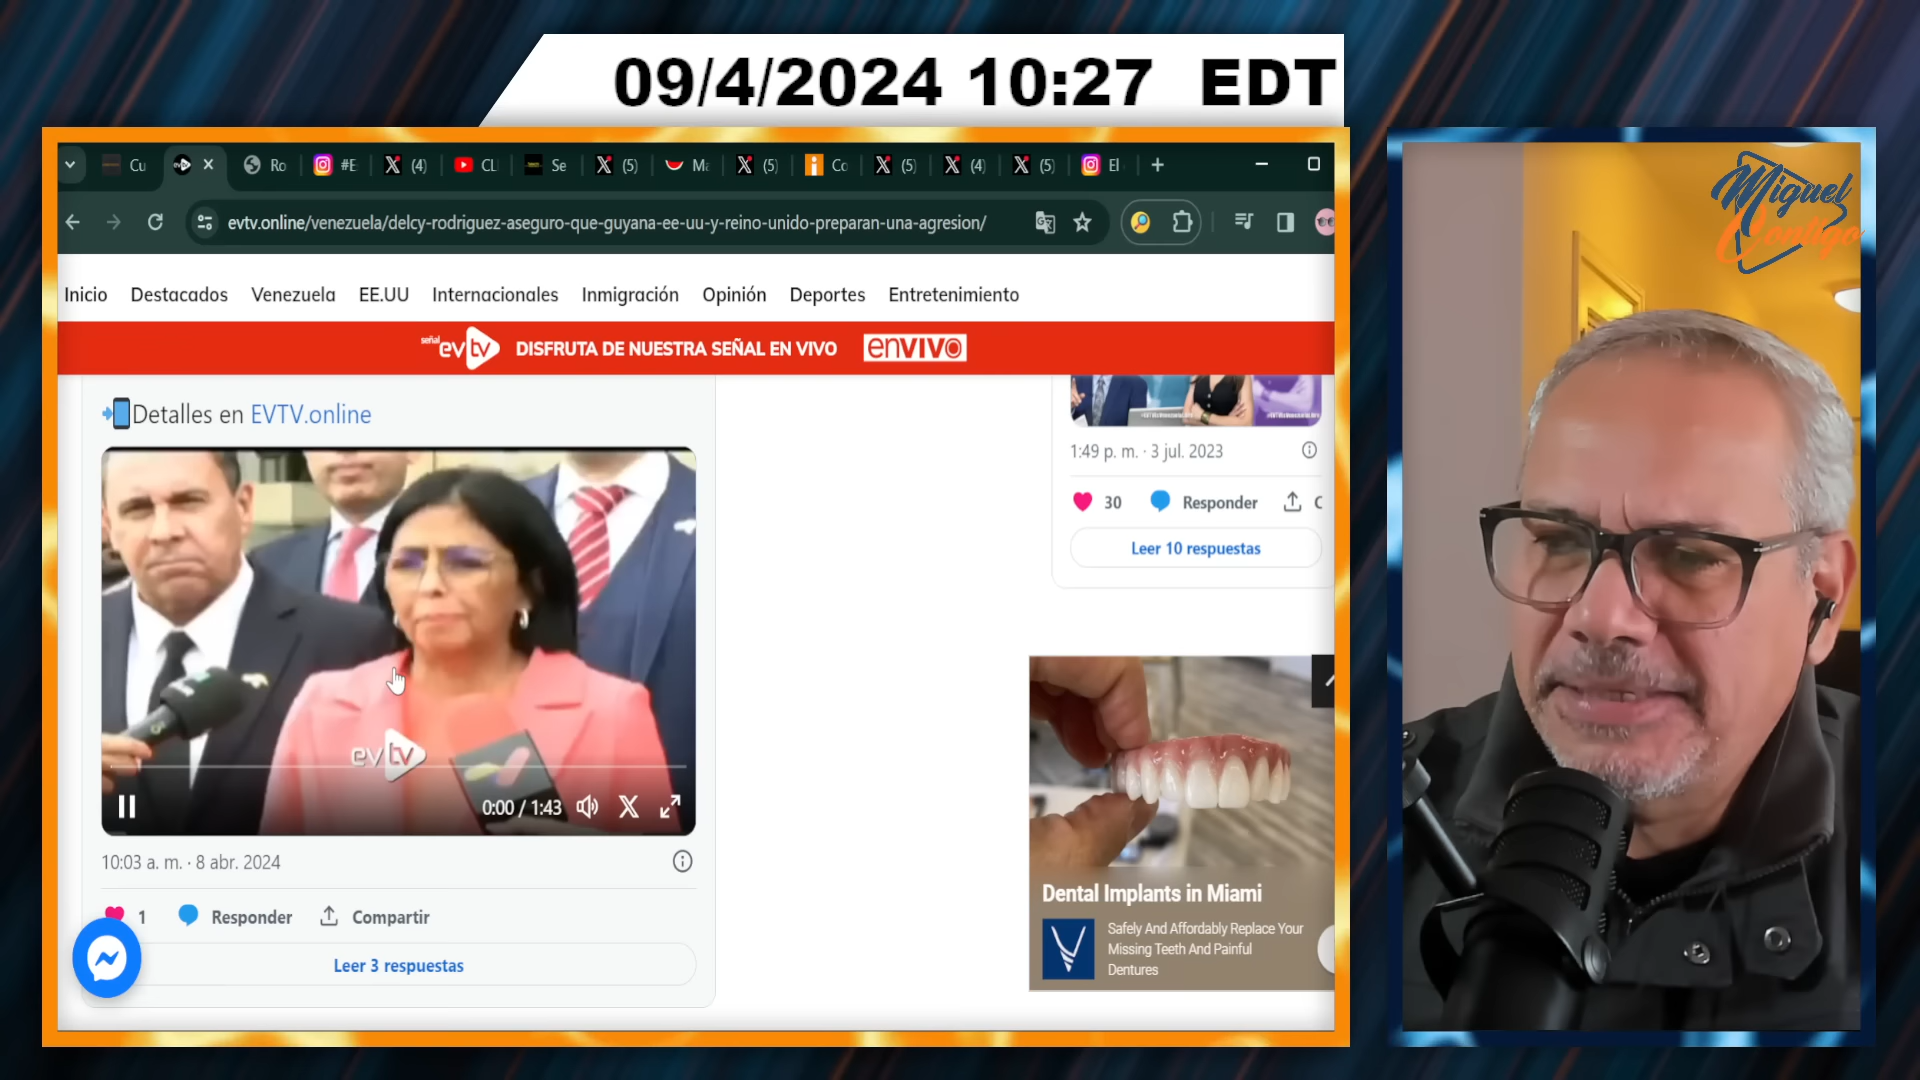 09/4/2024 10:27 EDT
Miguel
Contigo
Cu
Ro
#E
(4)
CL
Se
(5)
Ma
(5)
Co
(5)
(4)
(5)
El
evtv.online/venezuela/delcy-rodriguez-aseguro-que-guyana-ee-uu-y-reino-unido-preparan-una-agresion/
Inicio Destacados Venezuela EE.UU Internacionales Inmigración Opinión Deportes Entretenimiento
señal evtv DISFRUTA DE NUESTRA SEÑAL EN VIVO enVIVO
Detalles en EVTV.online
evtv
0:00 / 1:43
10:03 a. m. · 8 abr. 2024
1 Responder Compartir
Leer 3 respuestas
1:49 p. m. · 3 jul. 2023
30 Responder C
Leer 10 respuestas
Dental Implants in Miami
Safely And Affordably Replace Your
Missing Teeth And Painful
Dentures